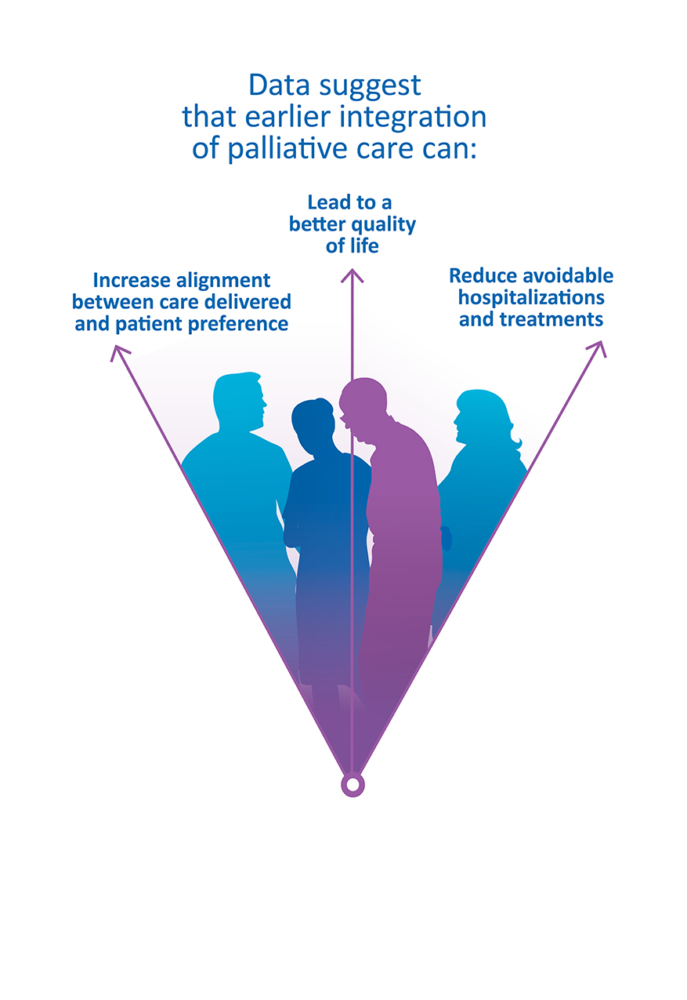 Data suggest
that earlier integration
of palliative care can:
Lead to a
better quality
of life
Increase alignment
between care delivered
and patient preference
Reduce avoidable
hospitalizations
and treatments